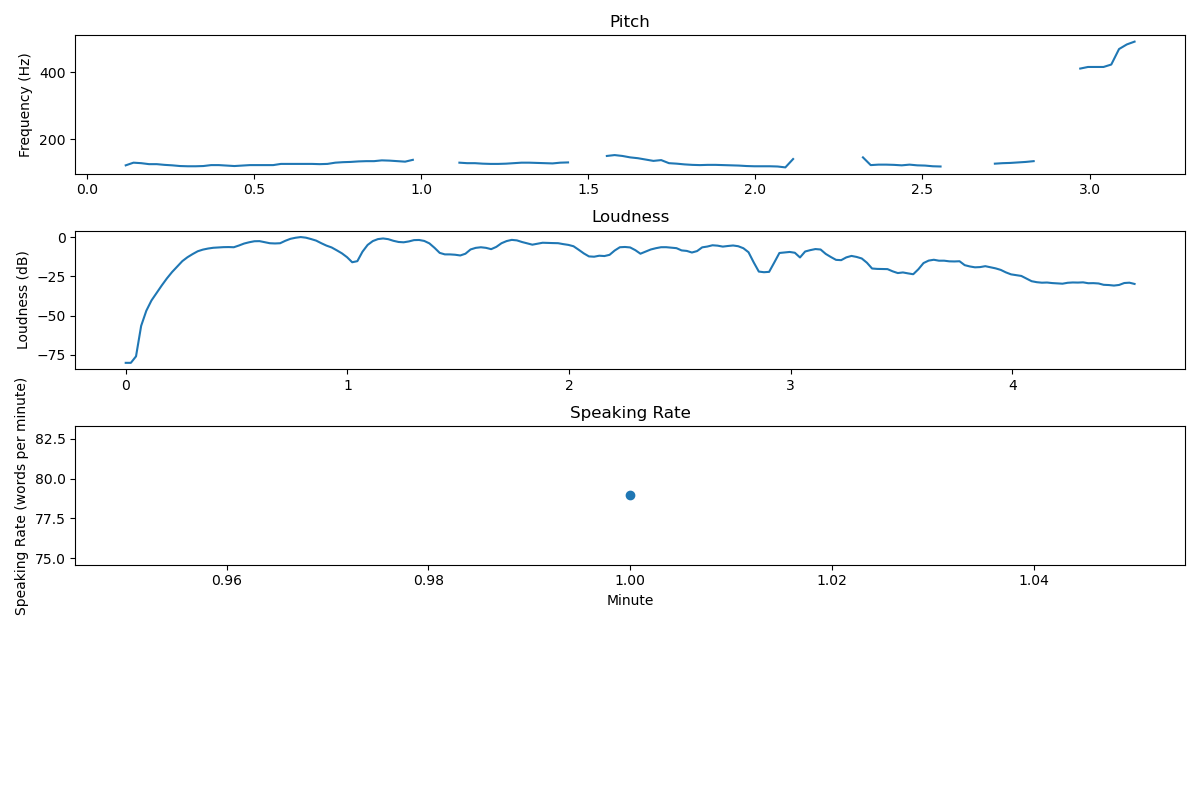 Pitch
Frequency (Hz)
400
200
0.0 0.5 1.0 1.5 2.0 2.5 3.0
Loudness
Loudness (dB)
0
−25
−50
−75
0 1 2 3 4
Speaking Rate
Speaking Rate (words per minute)
82.5
80.0
77.5
75.0
0.96 0.98 1.00 1.02 1.04
Minute